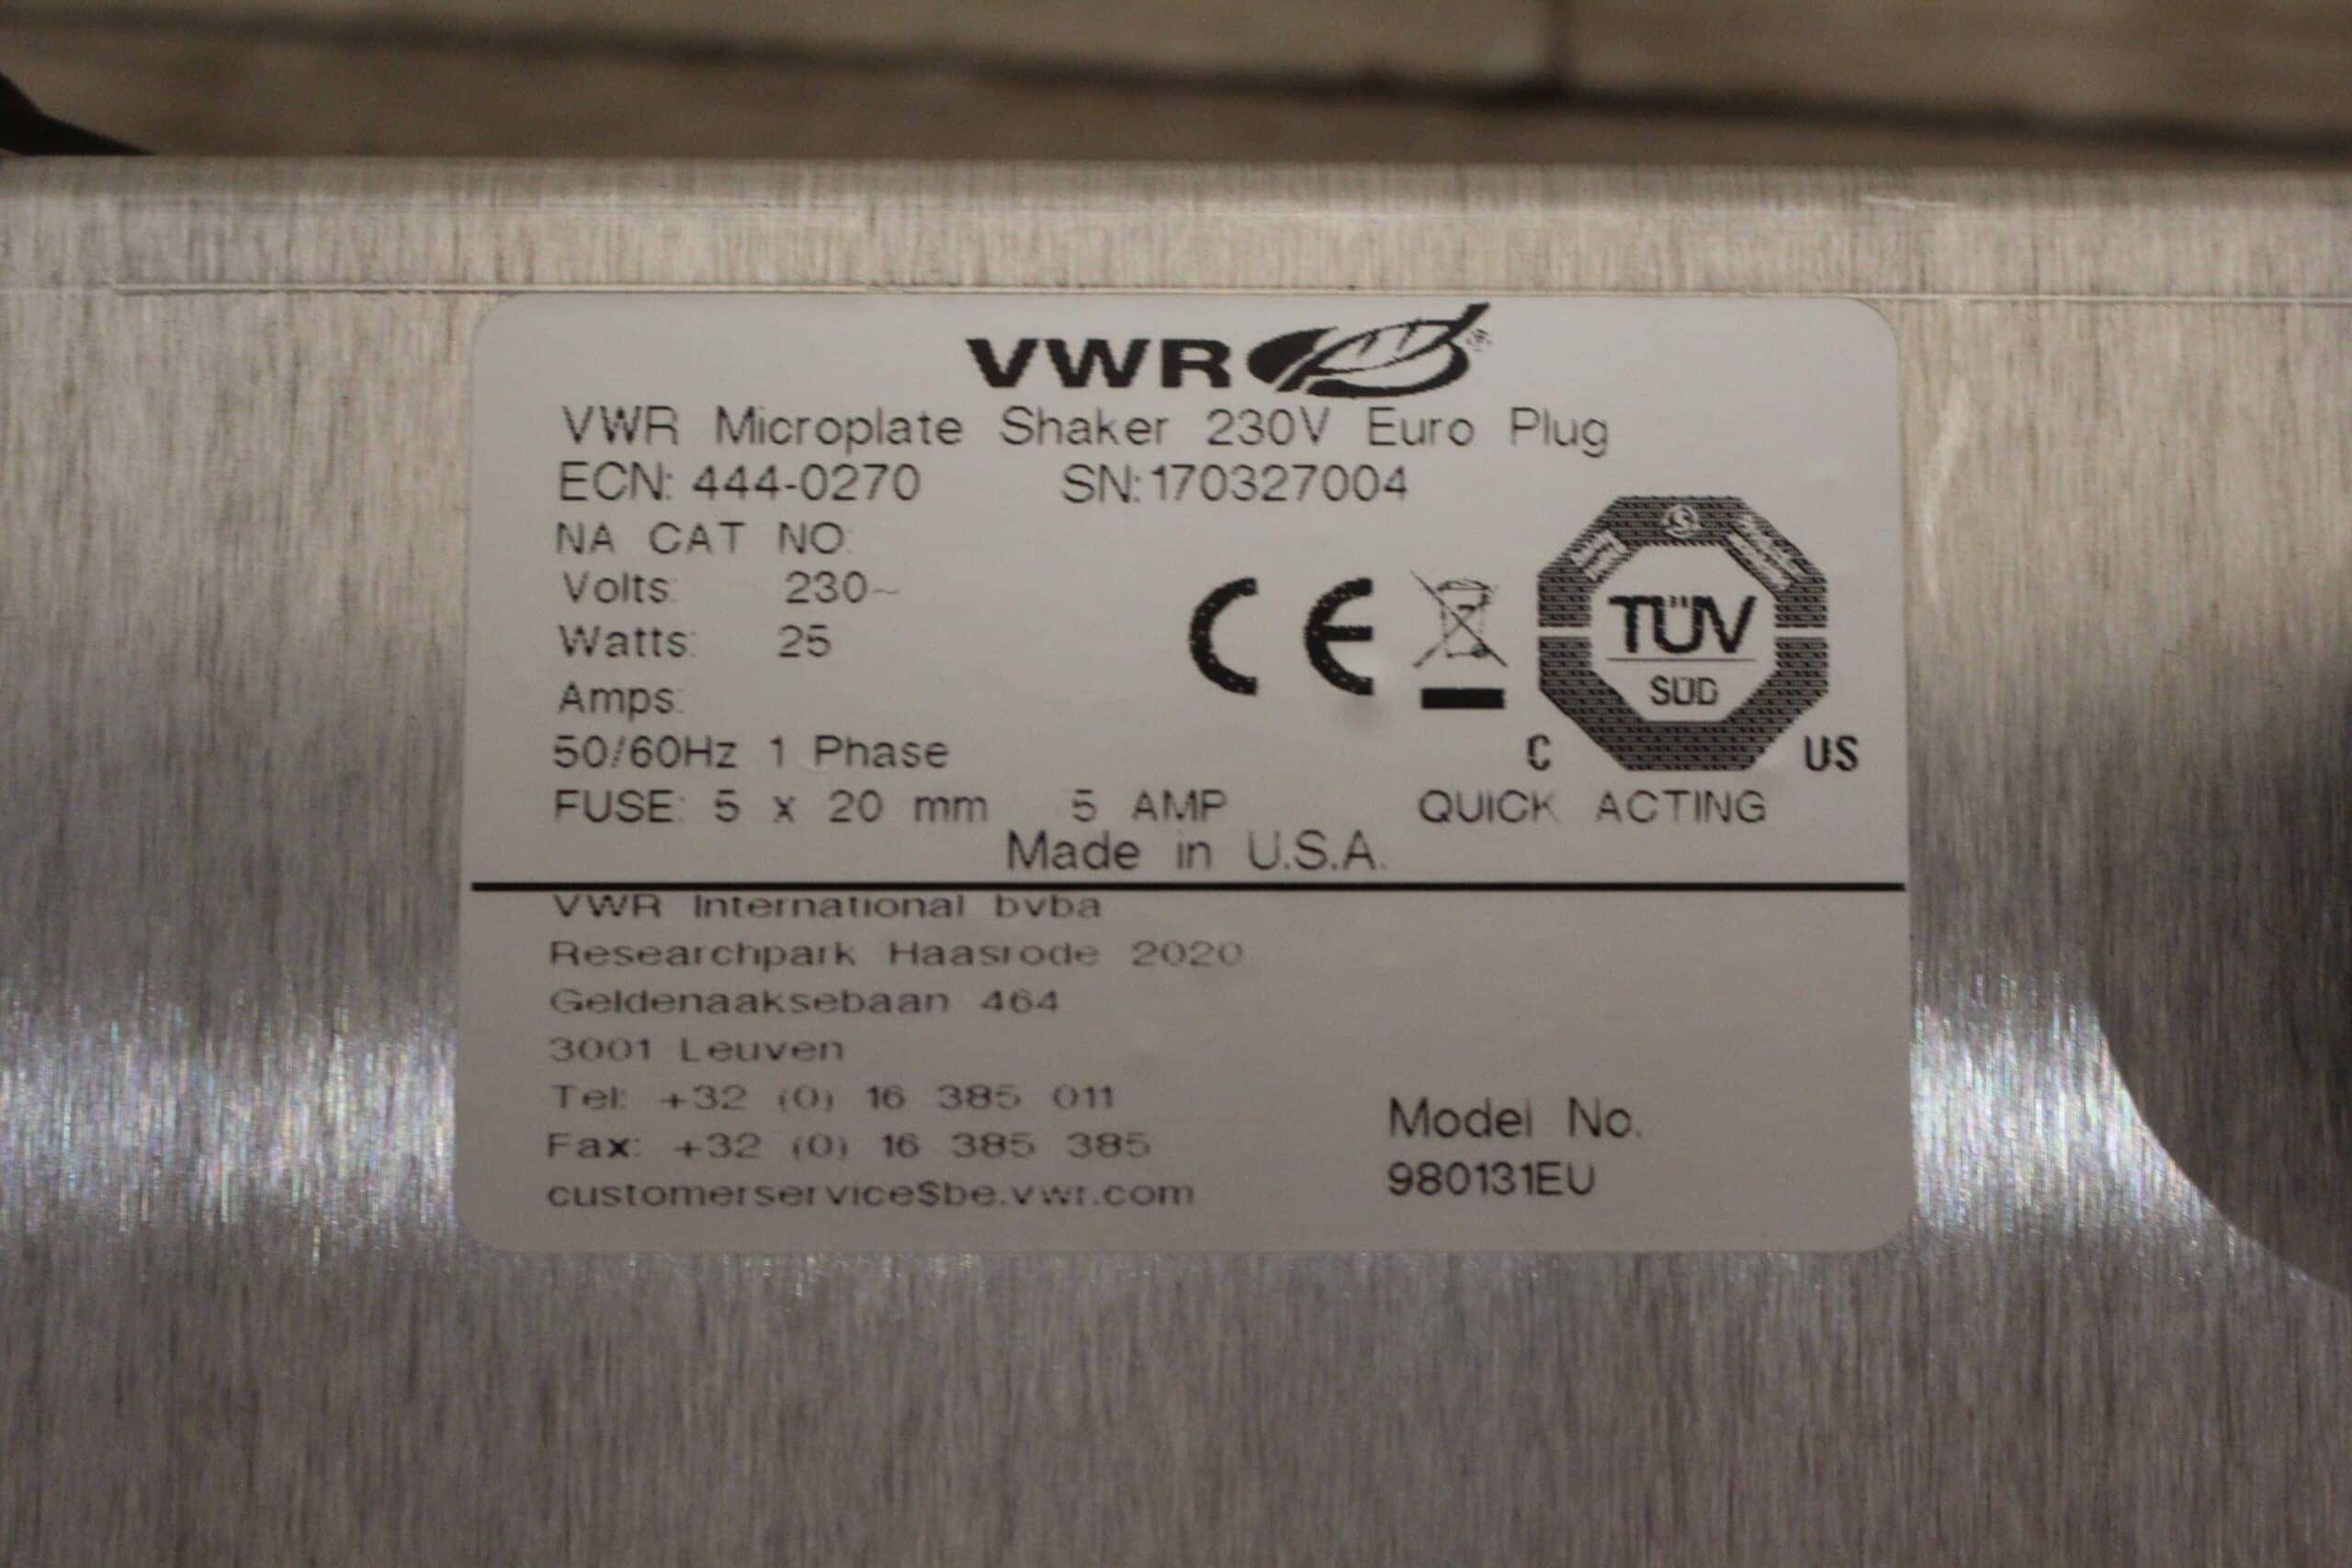 VWR
VWR Microplate Shaker 230V Euro Plug
ECN: 444-0270 SN:170327004
NA CAT NO:
Volts: 230~
Watts: 25
Amps:
50/60Hz 1 Phase
CE
TÜV
SÜD
C US
FUSE: 5 x 20 mm 5 AMP QUICK ACTING
Made in U.S.A.
VWR International bvba
Researchpark Haasrode 2020
Geldenaaksebaan 464
3001 Leuven
Tel: +32 (0) 16 385 011
Fax: +32 (0) 16 385 385
customerservice$be.vwr.com
Model No.
980131EU